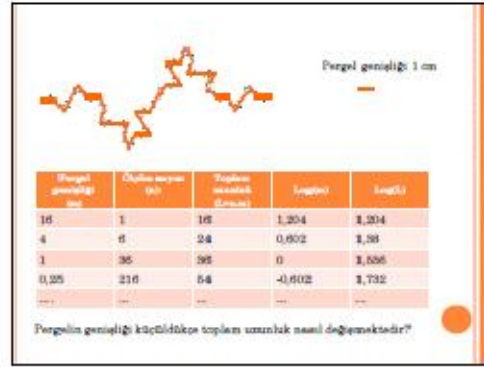 Pergel genişliği 1 cm
Pergel genişliği (m) Ölçüm sayısı (n) Toplam uzunluk (L=n.m) Log(m) Log(L)
16 1 16 1,204 1,204
4 6 24 0,602 1,38
1 36 36 0 1,556
0,25 216 54 -0,602 1,732
.... ... ... ... ...
Pergelin genişliği küçüldükçe toplam uzunluk nasıl değişmektedir?